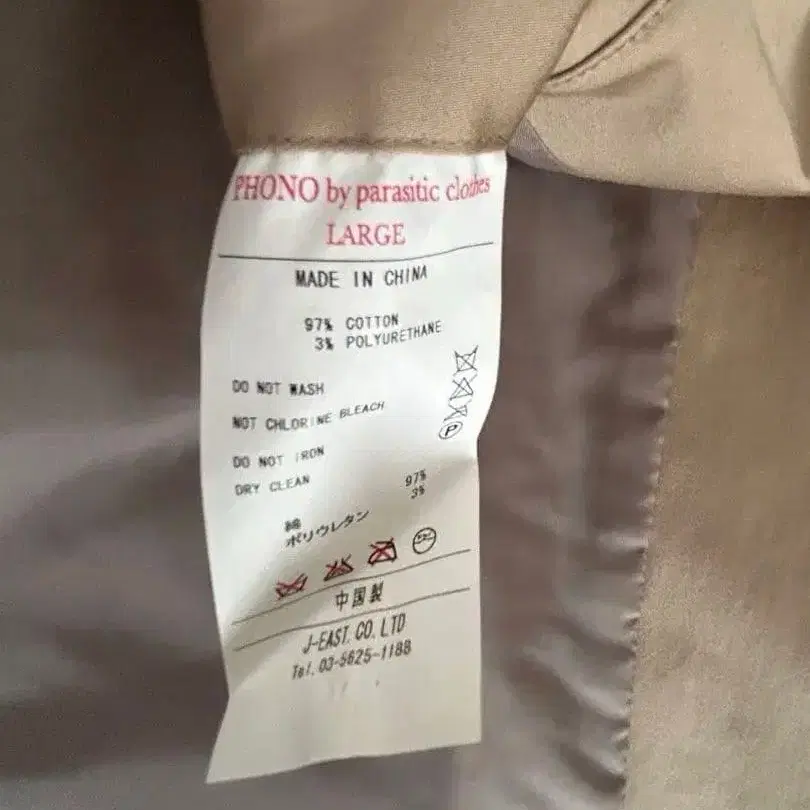 PHONO by parasitic clothes
LARGE
MADE IN CHINA
97% COTTON
3% POLYURETHANE
DO NOT WASH
NOT CHLORINE BLEACH
DO NOT IRON
DRY CLEAN
P
綿 97%
ポリウレタン 3%
中国製
J-EAST.CO.LTD
Tel.03-5625-1188